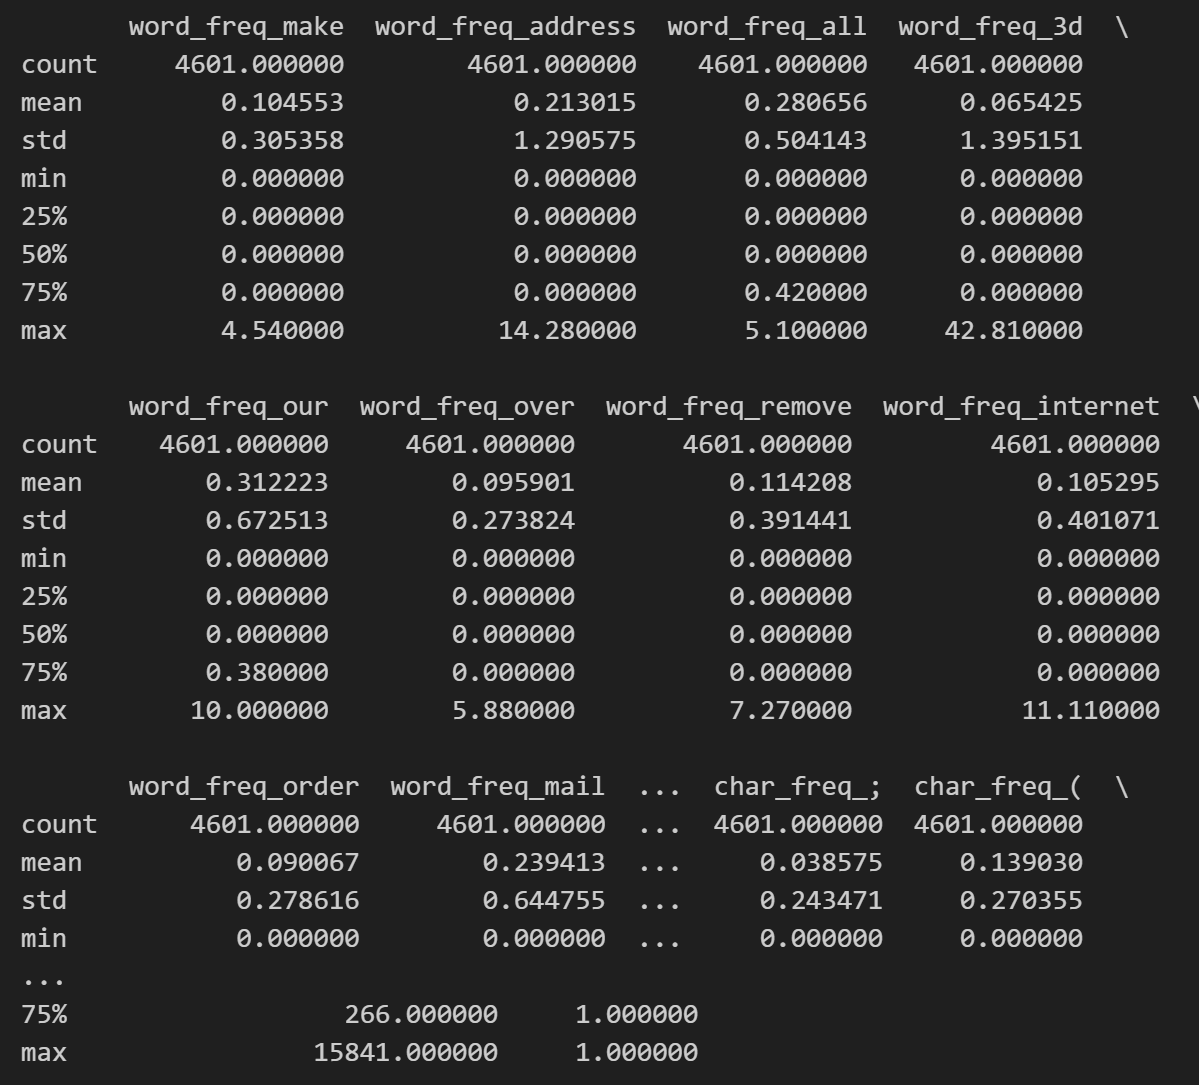 word_freq_make word_freq_address word_freq_all word_freq_3d \
count 4601.000000 4601.000000 4601.000000 4601.000000
mean 0.104553 0.213015 0.280656 0.065425
std 0.305358 1.290575 0.504143 1.395151
min 0.000000 0.000000 0.000000 0.000000
25% 0.000000 0.000000 0.000000 0.000000
50% 0.000000 0.000000 0.000000 0.000000
75% 0.000000 0.000000 0.420000 0.000000
max 4.540000 14.280000 5.100000 42.810000
word_freq_our word_freq_over word_freq_remove word_freq_internet \
count 4601.000000 4601.000000 4601.000000 4601.000000
mean 0.312223 0.095901 0.114208 0.105295
std 0.672513 0.273824 0.391441 0.401071
min 0.000000 0.000000 0.000000 0.000000
25% 0.000000 0.000000 0.000000 0.000000
50% 0.000000 0.000000 0.000000 0.000000
75% 0.380000 0.000000 0.000000 0.000000
max 10.000000 5.880000 7.270000 11.110000
word_freq_order word_freq_mail ... char_freq_; char_freq_( \
count 4601.000000 4601.000000 ... 4601.000000 4601.000000
mean 0.090067 0.239413 ... 0.038575 0.139030
std 0.278616 0.644755 ... 0.243471 0.270355
min 0.000000 0.000000 ... 0.000000 0.000000
...
75% 266.000000 1.000000
max 15841.000000 1.000000